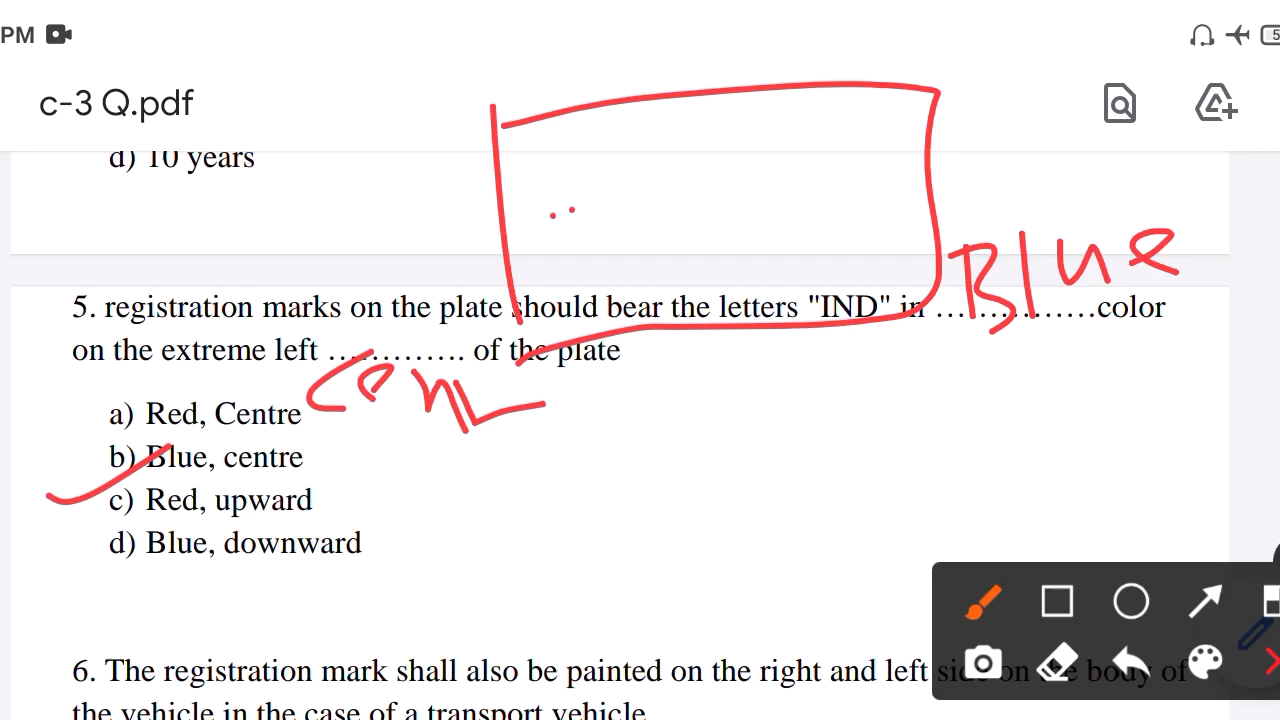 PM
5
c-3 Q.pdf
d) 10 years
5. registration marks on the plate should bear the letters "IND" in ……………color
Blue
on the extreme left …………. of the plate
Cen
a) Red, Centre
b) Blue, centre
c) Red, upward
d) Blue, downward
6. The registration mark shall also be painted on the right and left side on the body of
the vehicle in the case of a transport vehicle